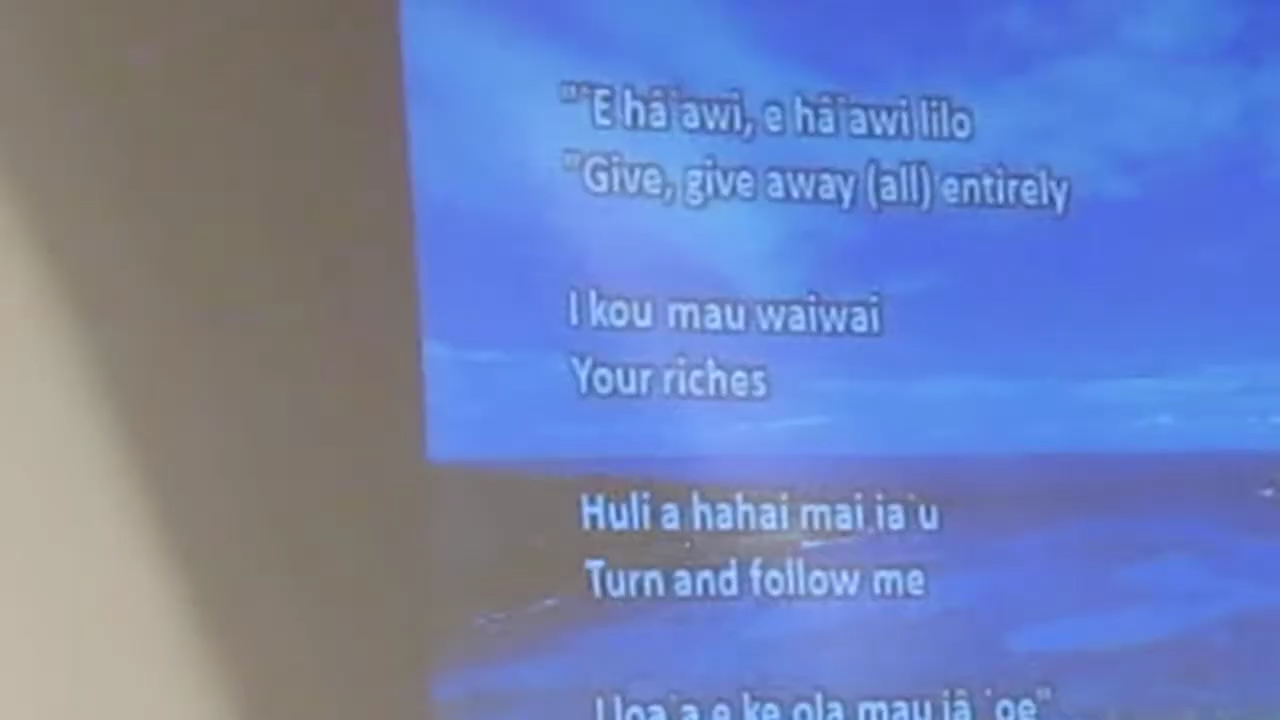 "ʻE hāʻawi, e hāʻawi lilo
"Give, give away (all) entirely
I kou mau waiwai
Your riches
Huli a hahai mai iaʻu
Turn and follow me
I loaʻa e ke ola mau iā ʻoe"